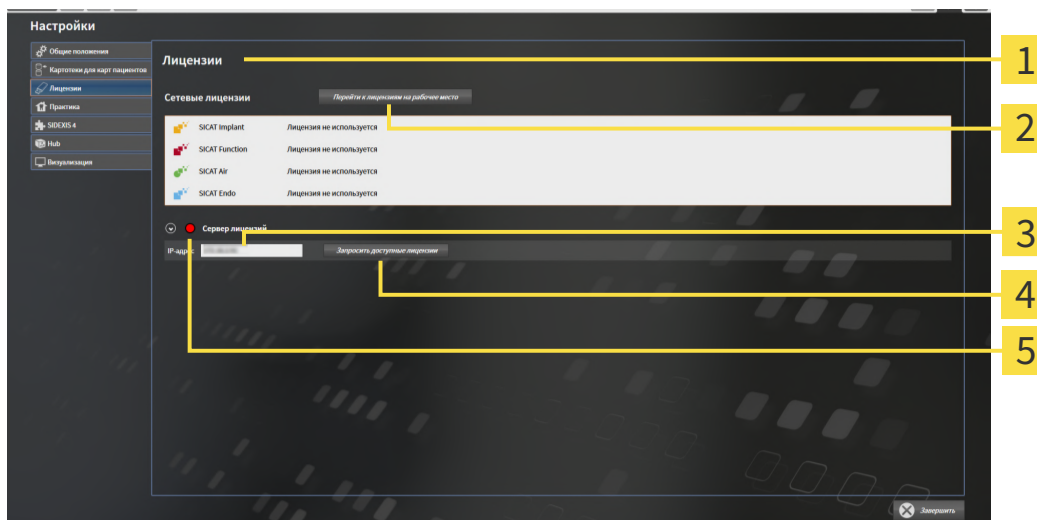 Настройки
Общие положения
Картотеки для карт пациентов
Лицензии
Практика
SIDEXIS 4
Hub
Визуализация
Лицензии
1
Сетевые лицензии
Перейти к лицензиям на рабочее место
2
SICAT Implant Лицензия не используется
SICAT Function Лицензия не используется
SICAT Air Лицензия не используется
SICAT Endo Лицензия не используется
Сервер лицензий
3
IP-адрес
Запросить доступные лицензии
4
5
Завершить